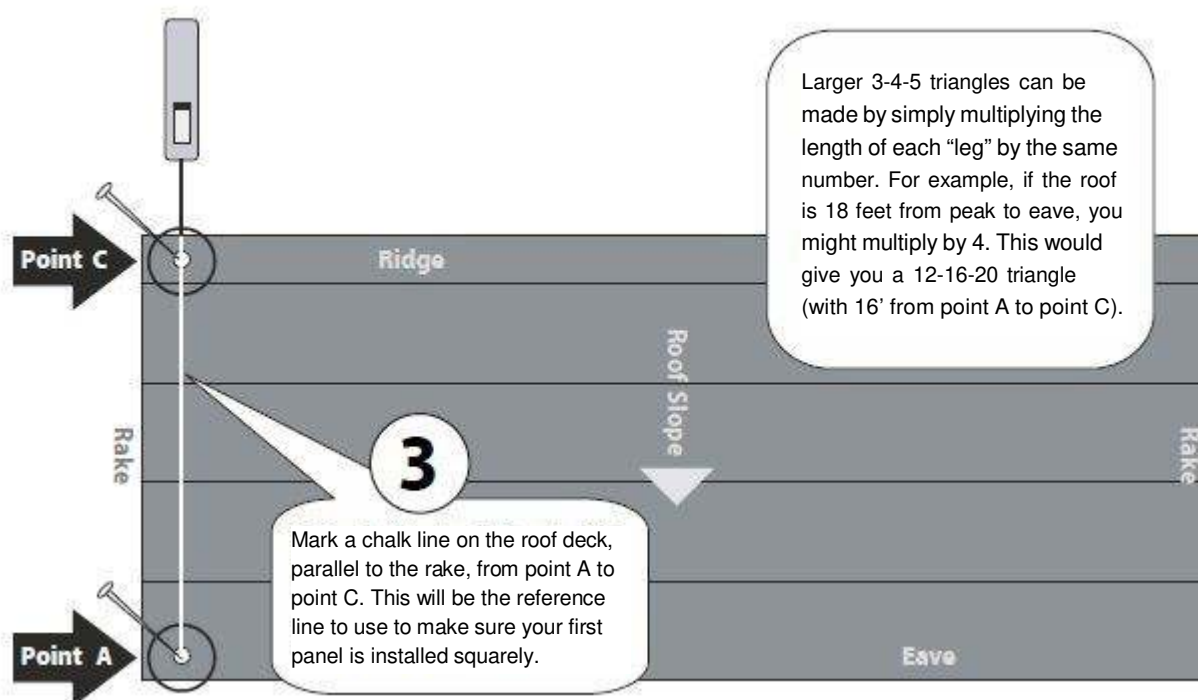 Larger 3-4-5 triangles can be
made by simply multiplying the
length of each “leg” by the same
number. For example, if the roof
is 18 feet from peak to eave, you
might multiply by 4. This would
give you a 12-16-20 triangle
(with 16’ from point A to point C).
Point C
Ridge
Roof Slope
Rake
Rake
3
Mark a chalk line on the roof deck,
parallel to the rake, from point A to
point C. This will be the reference
line to use to make sure your first
panel is installed squarely.
Point A
Eave